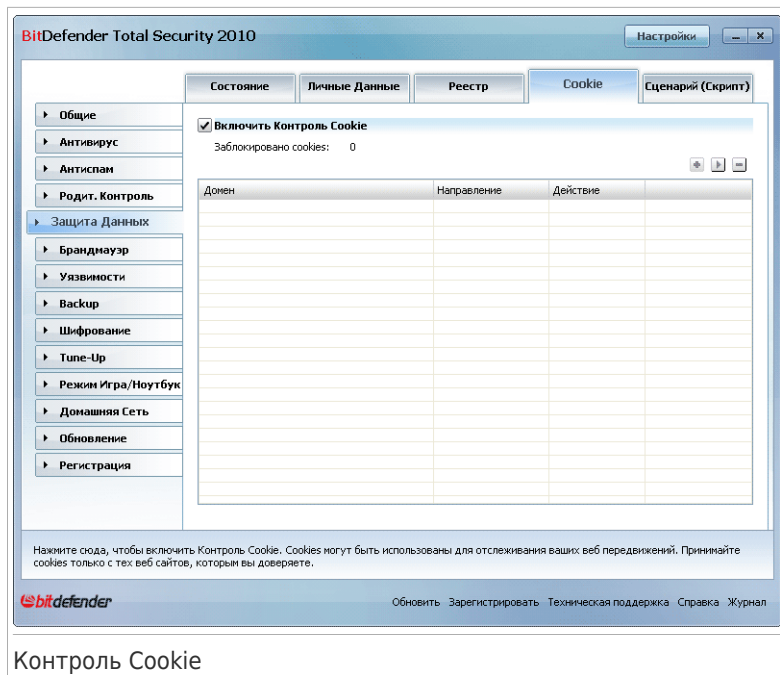 BitDefender Total Security 2010
Настройки
Состояние
Личные Данные
Реестр
Cookie
Сценарий (Скрипт)
Общие
Антивирус
Антиспам
Родит. Контроль
Защита Данных
Брандмауэр
Уязвимости
Backup
Шифрование
Tune-Up
Режим Игра/Ноутбук
Домашняя Сеть
Обновление
Регистрация
Включить Контроль Cookie
Заблокировано cookies: 0
Домен Направление Действие
Нажмите сюда, чтобы включить Контроль Cookie. Cookies могут быть использованы для отслеживания ваших веб передвижений. Принимайте
cookies только с тех веб сайтов, которым вы доверяете.
bitdefender
Обновить Зарегистрировать Техническая поддержка Справка Журнал
Контроль Cookie